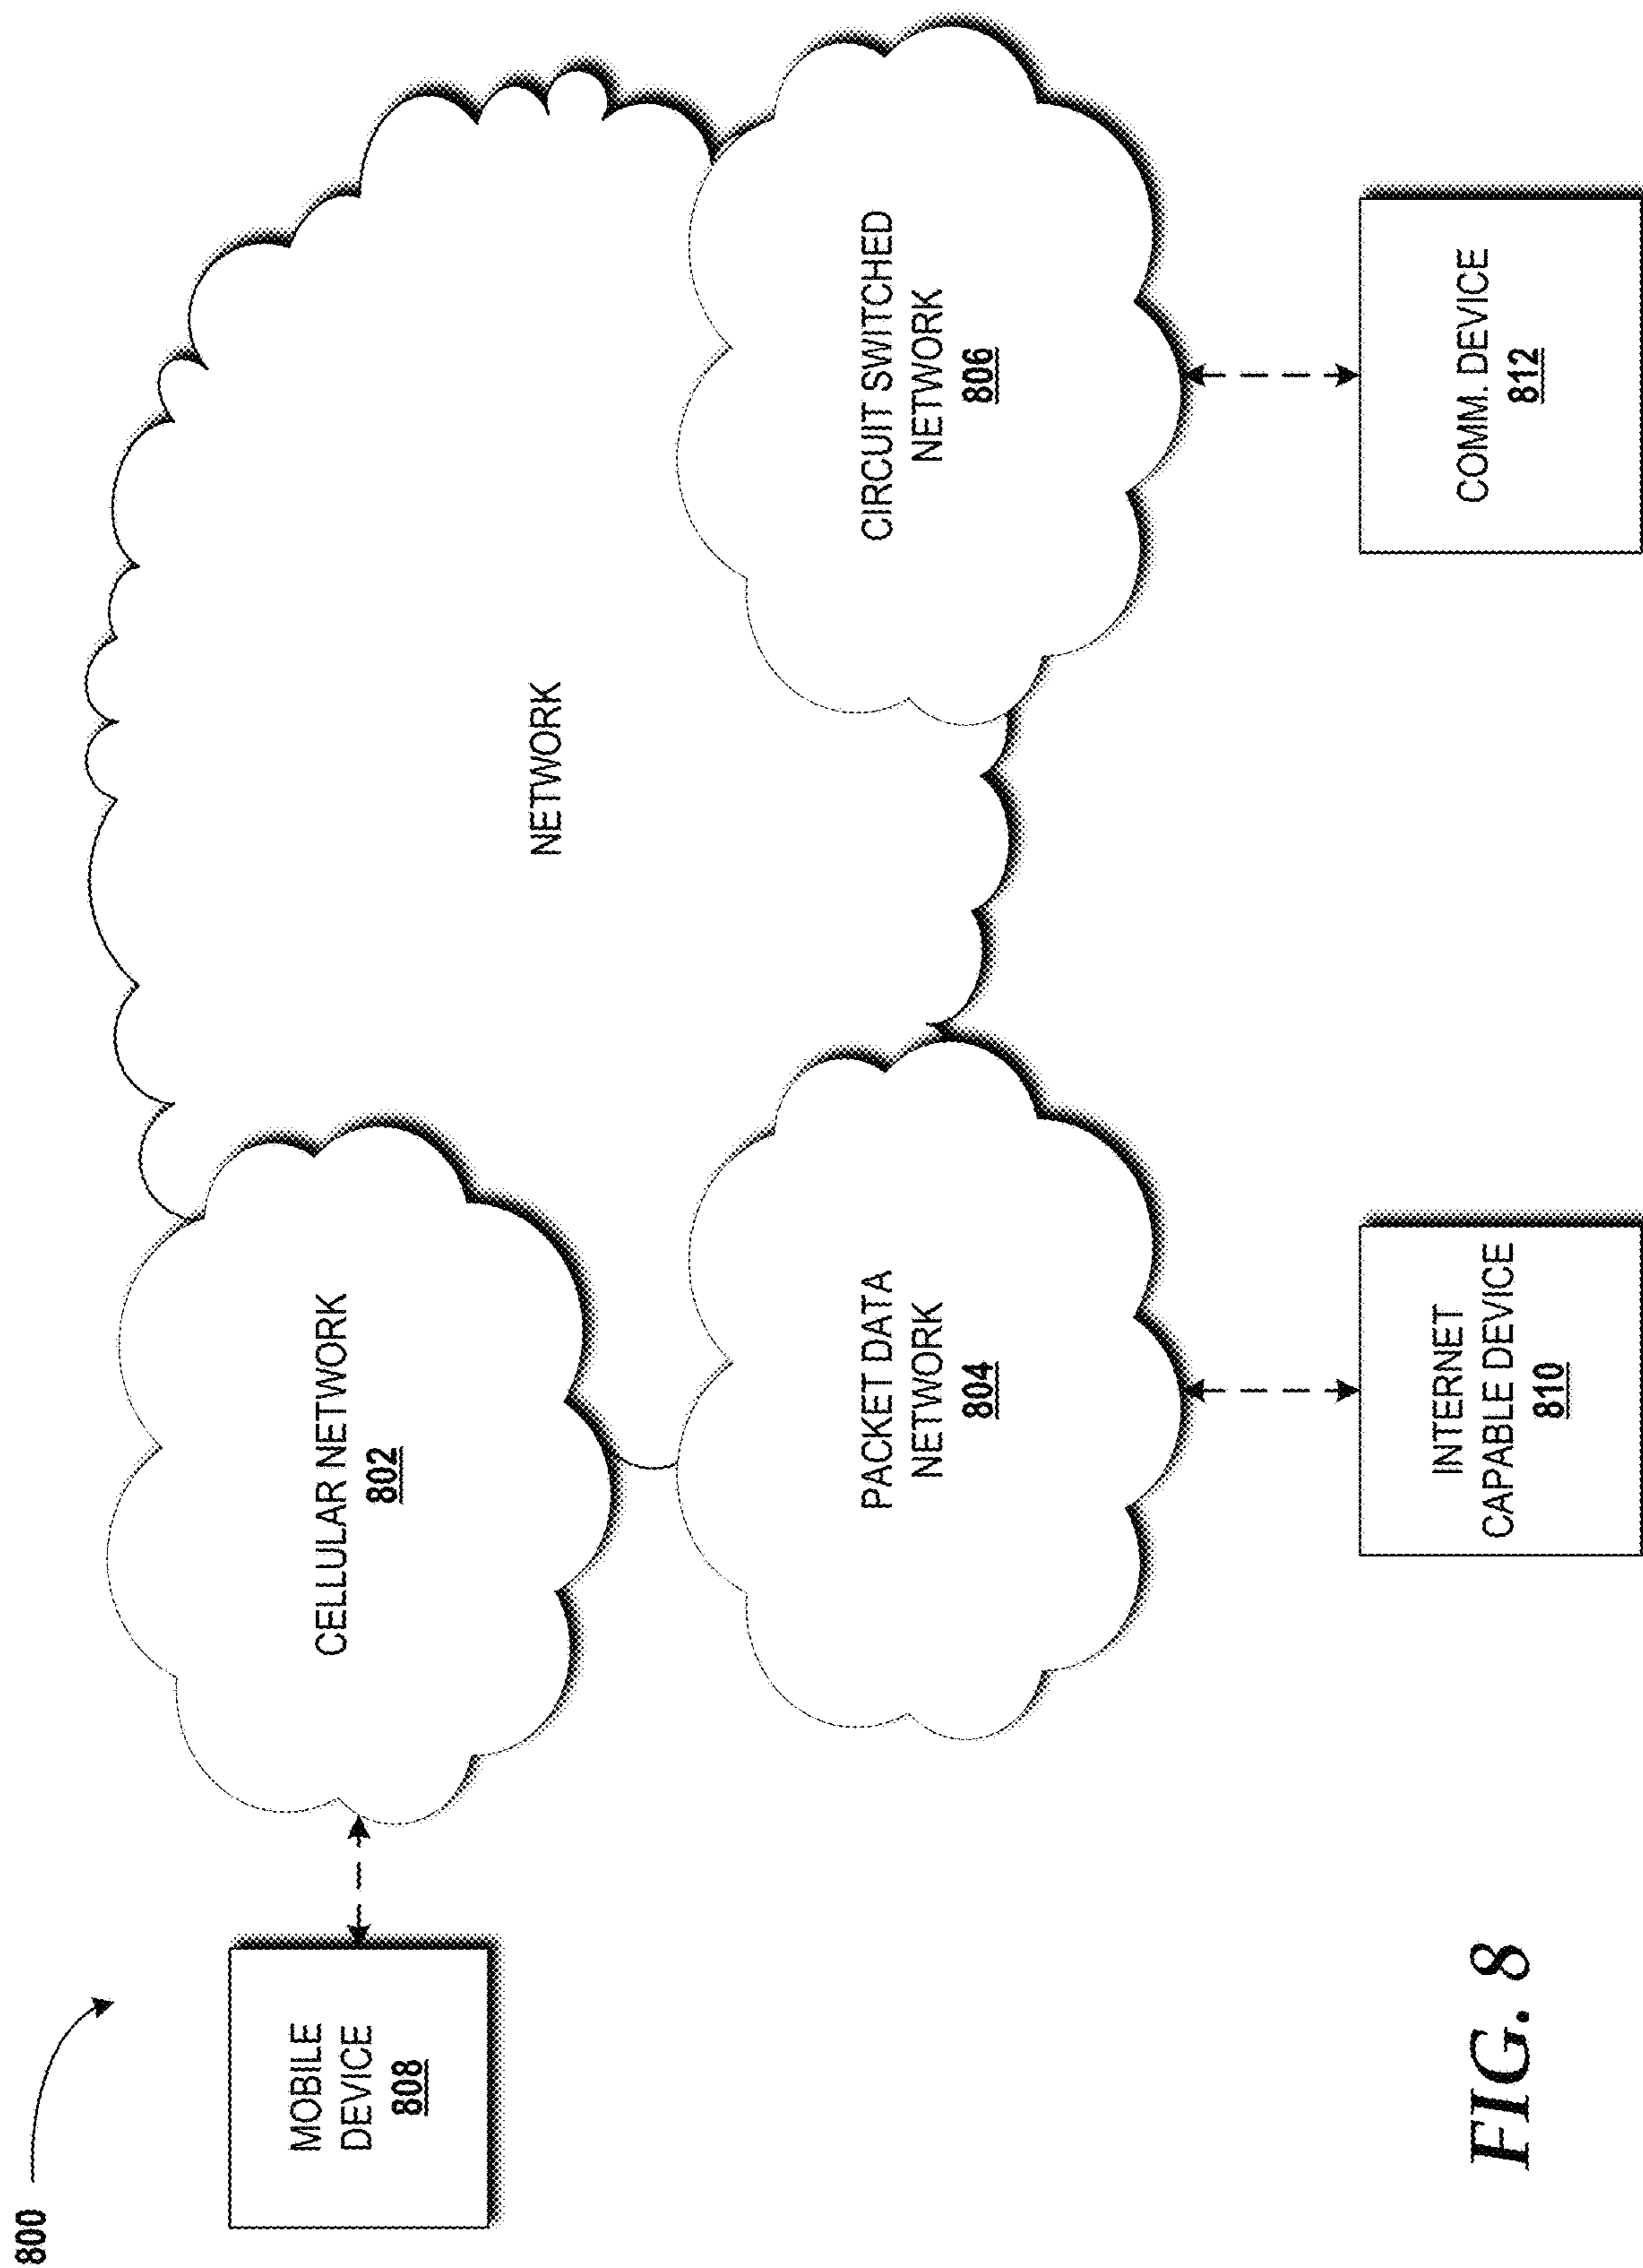 800
MOBILE
DEVICE
808
CELLULAR NETWORK
802
NETWORK
PACKET DATA
NETWORK
804
CIRCUIT SWITCHED
NETWORK
806
INTERNET
CAPABLE DEVICE
810
COMM. DEVICE
812
FIG. 8